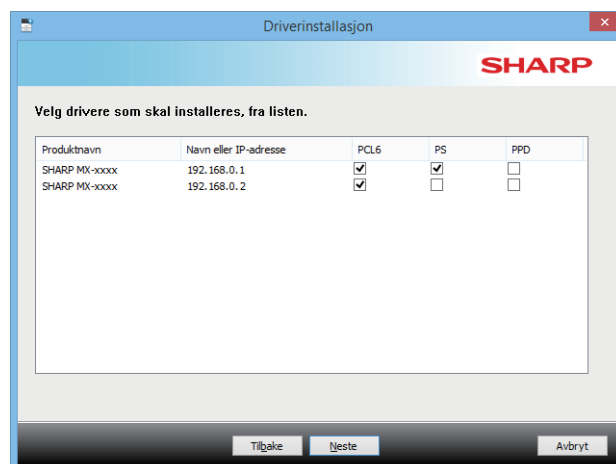 Driverinstallasjon
SHARP
Velg drivere som skal installeres, fra listen.
Produktnavn Navn eller IP-adresse PCL6 PS PPD
SHARP MX-xxxx 192.168.0.1
SHARP MX-xxxx 192.168.0.2
Tilbake Neste Avbryt